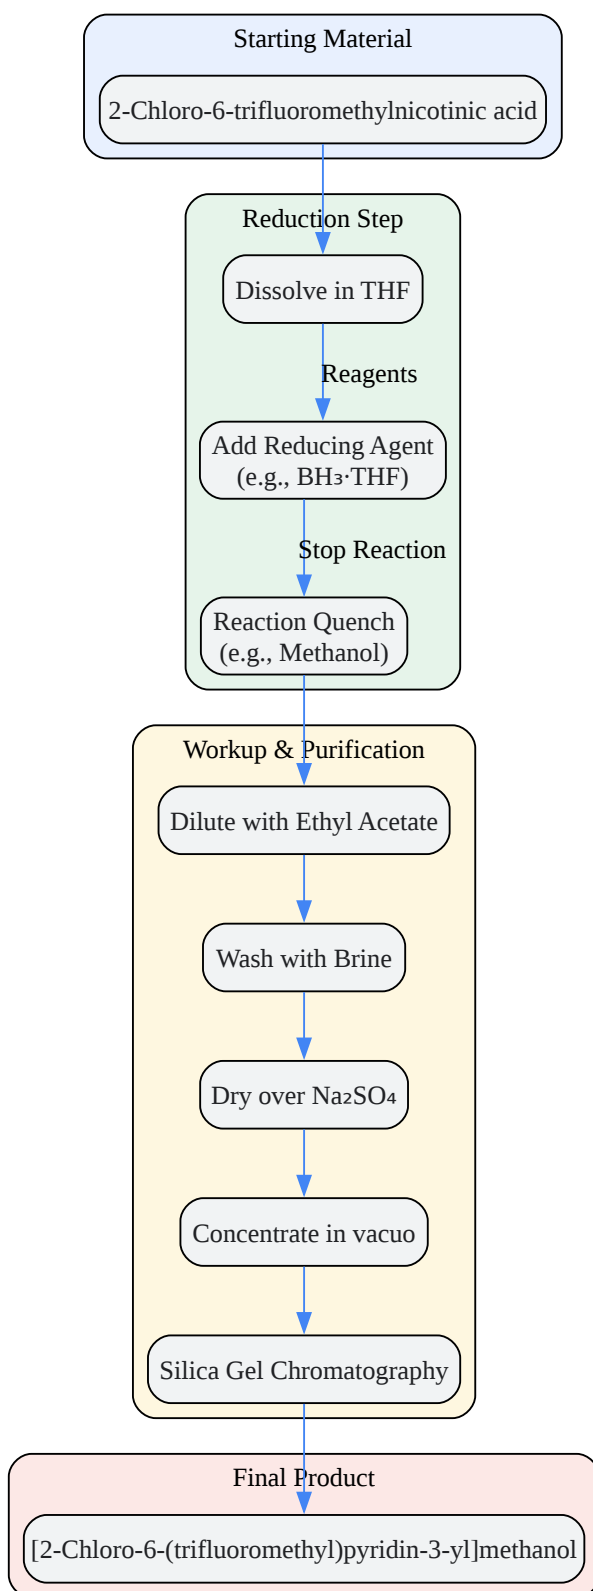 Starting Material
2-Chloro-6-trifluoromethylnicotinic acid
Reduction Step
Dissolve in THF
Reagents
Add Reducing Agent
(e.g., BH₃·THF)
Stop Reaction
Reaction Quench
(e.g., Methanol)
Workup & Purification
Dilute with Ethyl Acetate
Wash with Brine
Dry over Na₂SO₄
Concentrate in vacuo
Silica Gel Chromatography
Final Product
[2-Chloro-6-(trifluoromethyl)pyridin-3-yl]methanol